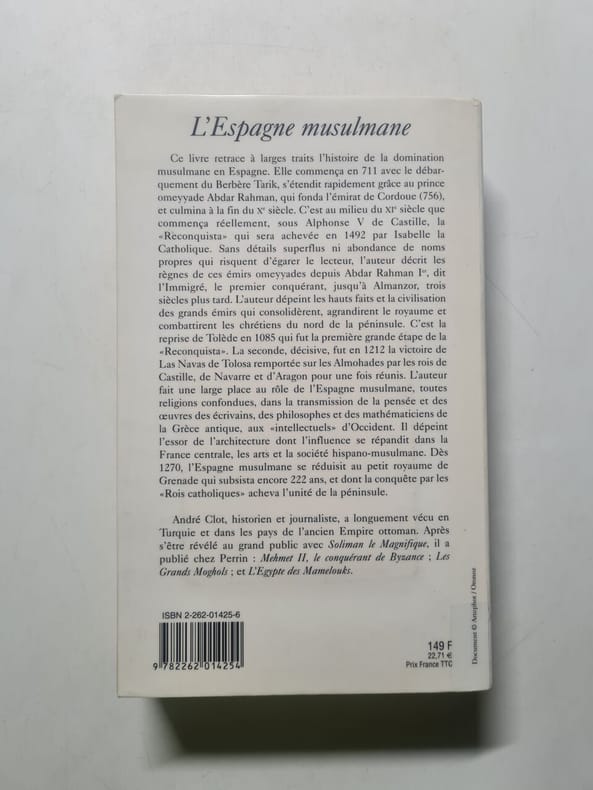 L'Espagne musulmane
Ce livre retrace à larges traits l'histoire de la domination
musulmane en Espagne. Elle commença en 711 avec le débar-
quement du Berbère Tarik, s'étendit rapidement grâce au prince
omeyyade Abdar Rahman, qui fonda l'émirat de Cordoue (756),
et culmina à la fin du Xe siècle. C'est au milieu du XIe siècle que
commença réellement, sous Alphonse V de Castille, la
«Reconquista» qui sera achevée en 1492 par Isabelle la
Catholique. Sans détails superflus ni abondance de noms
propres qui risquent d'égarer le lecteur, l'auteur décrit les
règnes de ces émirs omeyyades depuis Abdar Rahman Ier, dit
l'Immigré, le premier conquérant, jusqu'à Almanzor, trois
siècles plus tard. L'auteur dépeint les hauts faits et la civilisation
des grands émirs qui consolidèrent, agrandirent le royaume et
combattirent les chrétiens du nord de la péninsule. C'est la
reprise de Tolède en 1085 qui fut la première grande étape de la
«Reconquista». La seconde, décisive, fut en 1212 la victoire de
Las Navas de Tolosa remportée sur les Almohades par les rois de
Castille, de Navarre et d'Aragon pour une fois réunis. L'auteur
fait une large place au rôle de l'Espagne musulmane, toutes
religions confondues, dans la transmission de la pensée et des
œuvres des écrivains, des philosophes et des mathématiciens de
la Grèce antique, aux «intellectuels» d'Occident. Il dépeint
l'essor de l'architecture dont l'influence se répandit dans la
France centrale, les arts et la société hispano-musulmane. Dès
1270, l'Espagne musulmane se réduisit au petit royaume de
Grenade qui subsista encore 222 ans, et dont la conquête par les
«Rois catholiques» acheva l'unité de la péninsule.
André Clot, historien et journaliste, a longuement vécu en
Turquie et dans les pays de l'ancien Empire ottoman. Après
s'être révélé au grand public avec Soliman le Magnifique, il a
publié chez Perrin : Mehmet II, le conquérant de Byzance ; Les
Grands Moghols ; et L'Egypte des Mamelouks.
ISBN 2-262-01425-6
9 782262 014254
149 F
22,71 €
Prix France TTC
Document © Artephot / Oronoz